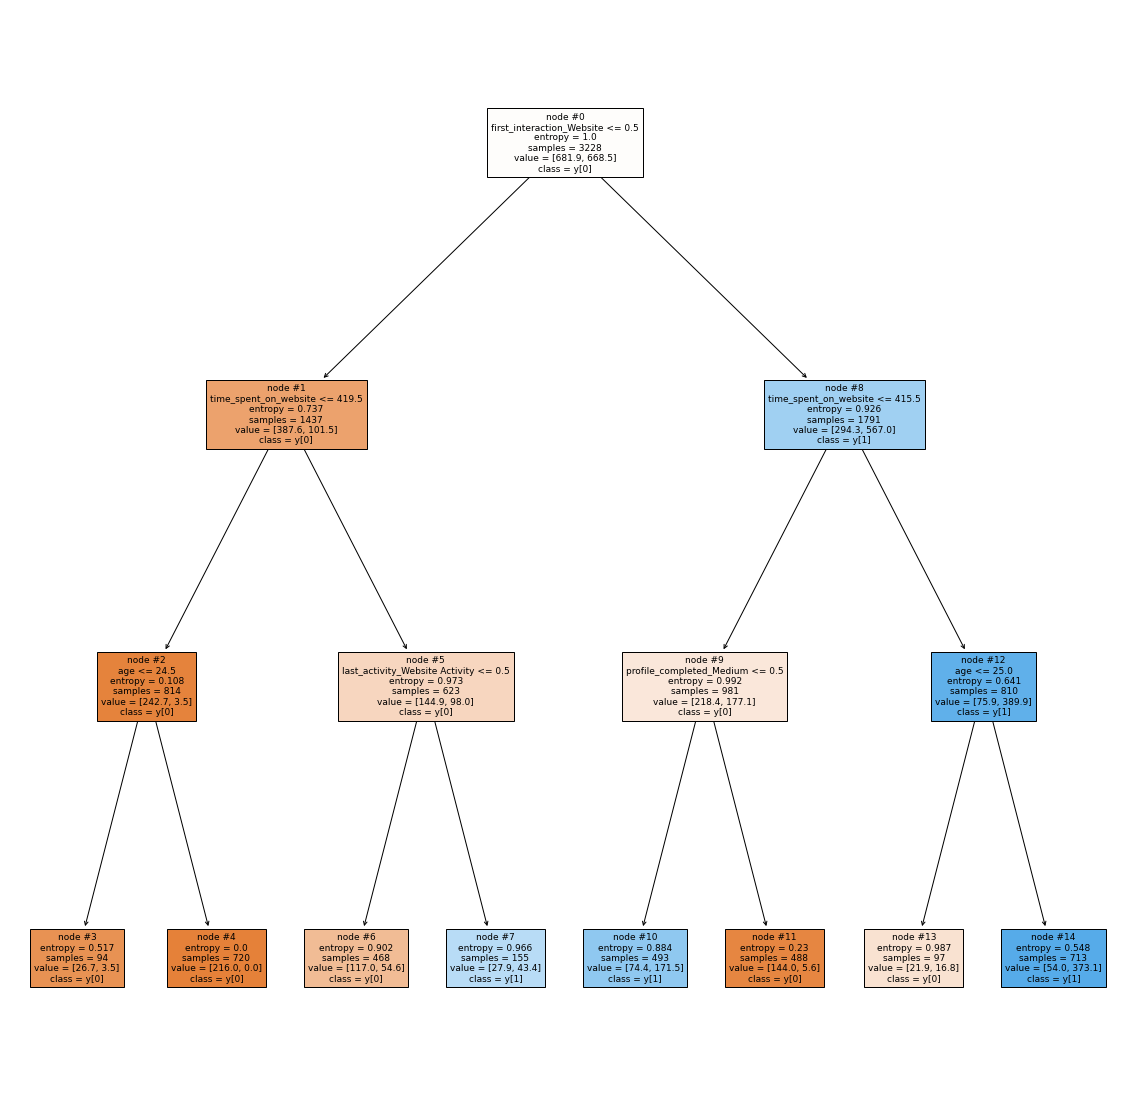 node #0
first_interaction_Website <= 0.5
entropy = 1.0
samples = 3228
value = [681.9, 668.5]
class = y[0]
node #1
time_spent_on_website <= 419.5
entropy = 0.737
samples = 1437
value = [387.6, 101.5]
class = y[0]
node #8
time_spent_on_website <= 415.5
entropy = 0.926
samples = 1791
value = [294.3, 567.0]
class = y[1]
node #2
age <= 24.5
entropy = 0.108
samples = 814
value = [242.7, 3.5]
class = y[0]
node #5
last_activity_Website Activity <= 0.5
entropy = 0.973
samples = 623
value = [144.9, 98.0]
class = y[0]
node #9
profile_completed_Medium <= 0.5
entropy = 0.992
samples = 981
value = [218.4, 177.1]
class = y[0]
node #12
age <= 25.0
entropy = 0.641
samples = 810
value = [75.9, 389.9]
class = y[1]
node #3
entropy = 0.517
samples = 94
value = [26.7, 3.5]
class = y[0]
node #4
entropy = 0.0
samples = 720
value = [216.0, 0.0]
class = y[0]
node #6
entropy = 0.902
samples = 468
value = [117.0, 54.6]
class = y[0]
node #7
entropy = 0.966
samples = 155
value = [27.9, 43.4]
class = y[1]
node #10
entropy = 0.884
samples = 493
value = [74.4, 171.5]
class = y[1]
node #11
entropy = 0.23
samples = 488
value = [144.0, 5.6]
class = y[0]
node #13
entropy = 0.987
samples = 97
value = [21.9, 16.8]
class = y[0]
node #14
entropy = 0.548
samples = 713
value = [54.0, 373.1]
class = y[1]